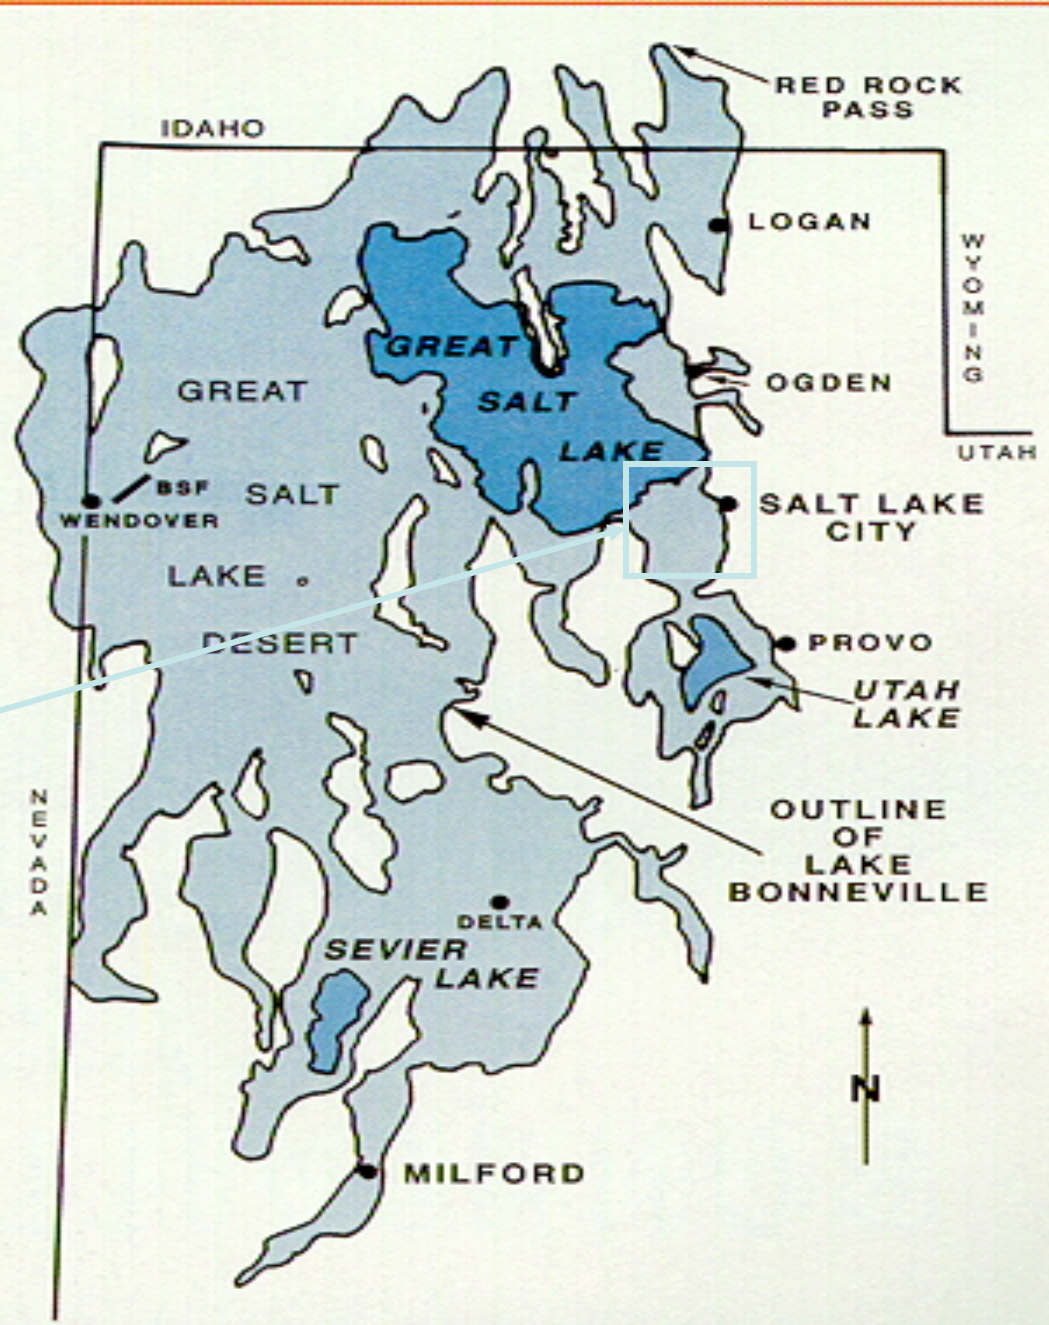 RED ROCK
PASS
IDAHO
LOGAN
WYOMING
GREAT
SALT
LAKE
OGDEN
GREAT
SALT
LAKE
DESERT
UTAH
BSF
WENDOVER
SALT LAKE
CITY
PROVO
UTAH
LAKE
NEVADA
OUTLINE
OF
LAKE
BONNEVILLE
DELTA
SEVIER
LAKE
N
MILFORD